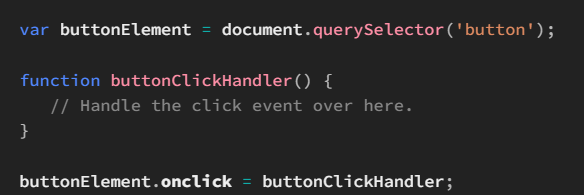 var buttonElement = document.querySelector('button');
function buttonClickHandler() {
// Handle the click event over here.
}
buttonElement.onclick = buttonClickHandler;